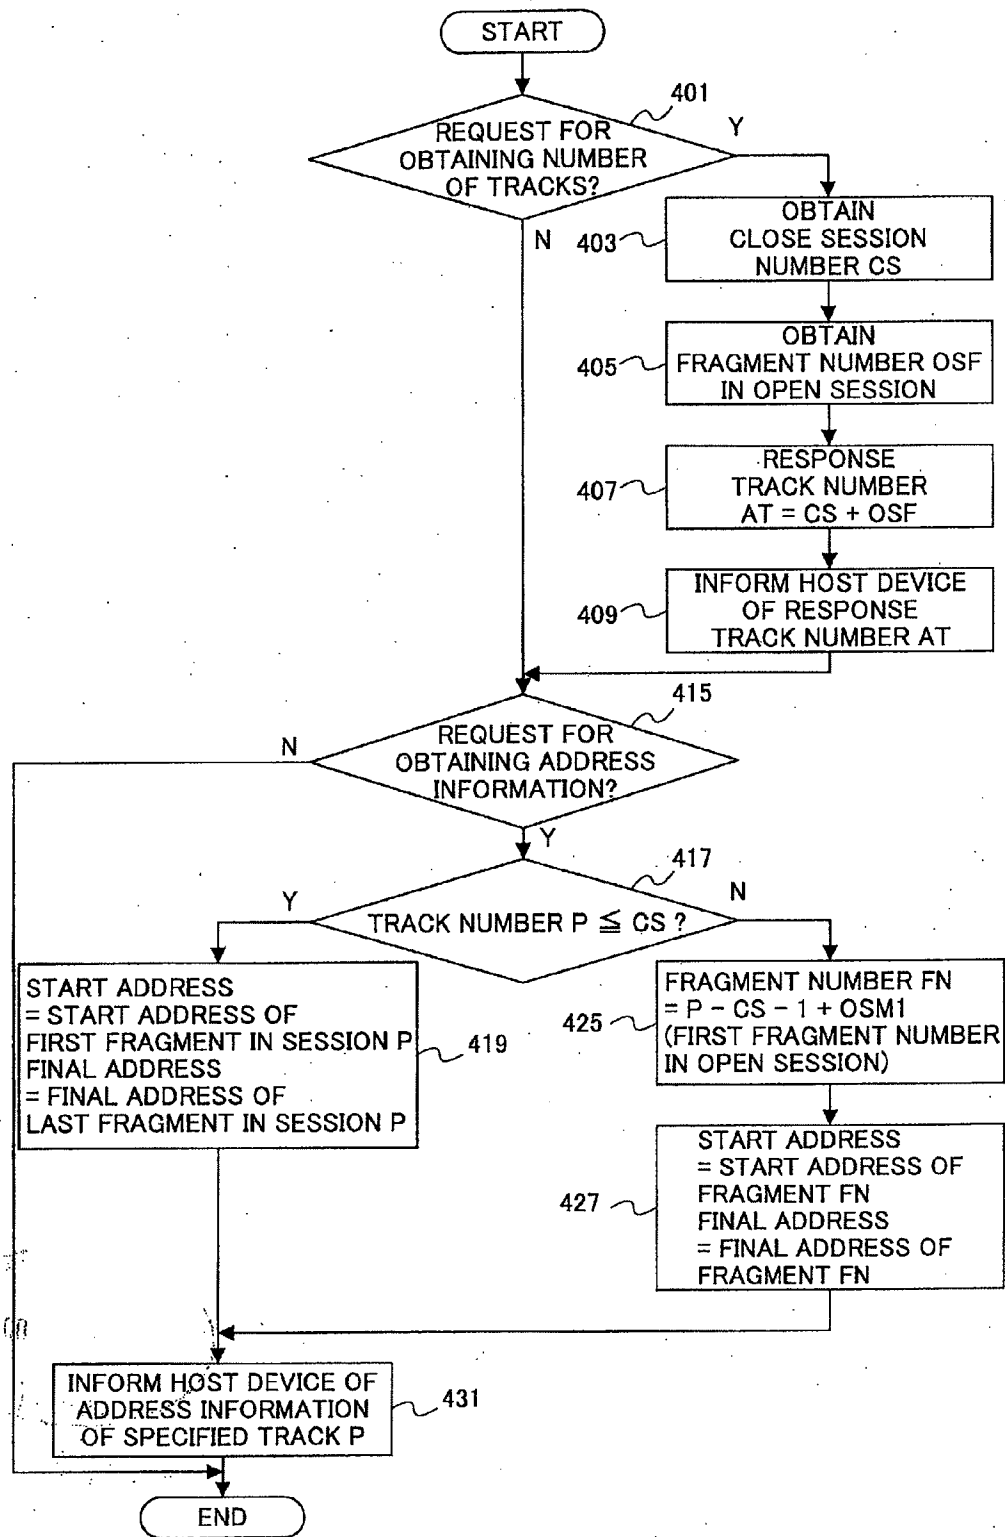 START
401
REQUEST FOR
OBTAINING NUMBER
OF TRACKS?
Y
N
403
OBTAIN
CLOSE SESSION
NUMBER CS
405
OBTAIN
FRAGMENT NUMBER OSF
IN OPEN SESSION
407
RESPONSE
TRACK NUMBER
AT = CS + OSF
409
INFORM HOST DEVICE
OF RESPONSE
TRACK NUMBER AT
415
REQUEST FOR
OBTAINING ADDRESS
INFORMATION?
N
Y
417
TRACK NUMBER P ≦ CS ?
Y
N
START ADDRESS
= START ADDRESS OF
FIRST FRAGMENT IN SESSION P
FINAL ADDRESS
= FINAL ADDRESS OF
LAST FRAGMENT IN SESSION P
419
425
FRAGMENT NUMBER FN
= P - CS - 1 + OSM1
(FIRST FRAGMENT NUMBER
IN OPEN SESSION)
427
START ADDRESS
= START ADDRESS OF
FRAGMENT FN
FINAL ADDRESS
= FINAL ADDRESS OF
FRAGMENT FN
INFORM HOST DEVICE OF
ADDRESS INFORMATION
OF SPECIFIED TRACK P
431
END